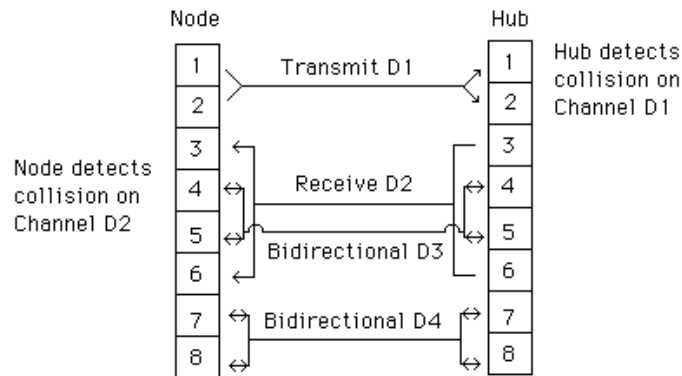 Node
Hub
1
2
3
4
5
6
7
8
Transmit D1
Receive D2
Bidirectional D3
Bidirectional D4
1
2
3
4
5
6
7
8
Hub detects
collision on
Channel D1
Node detects
collision on
Channel D2